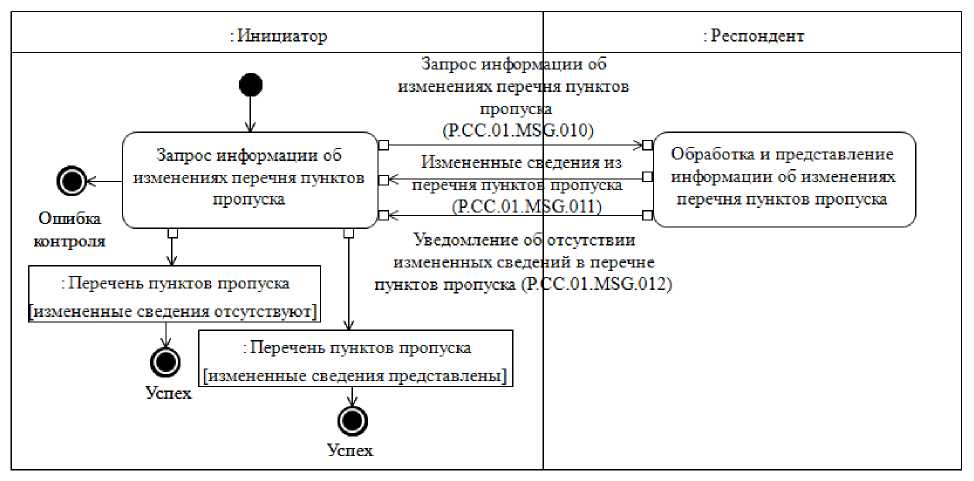 : Инициатор
: Респондент
Запрос информации об
изменениях перечня пунктов
пропуска
(P.CC.01.MSG.010)
Запрос информации об
изменениях перечня пунктов
пропуска
Измененные сведения из
перечня пунктов пропуска
(P.CC.01.MSG.011)
Обработка и представление
информации об изменениях
перечня пунктов пропуска
Ошибка
контроля
Уведомление об отсутствии
измененных сведений в перечне
пунктов пропуска (P.CC.01.MSG.012)
: Перечень пунктов пропуска
[измененные сведения отсутствуют]
Успех
: Перечень пунктов пропуска
[измененные сведения представлены]
Успех